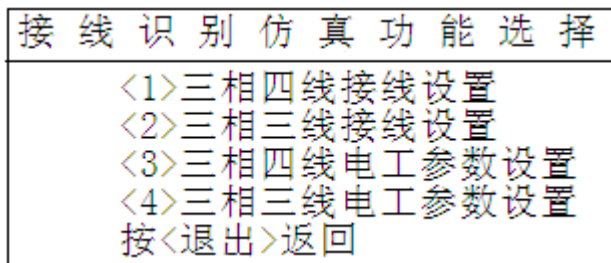 接线识别仿真功能选择
<1>三相四线接线设置
<2>三相三线接线设置
<3>三相四线电工参数设置
<4>三相三线电工参数设置
按<退出>返回